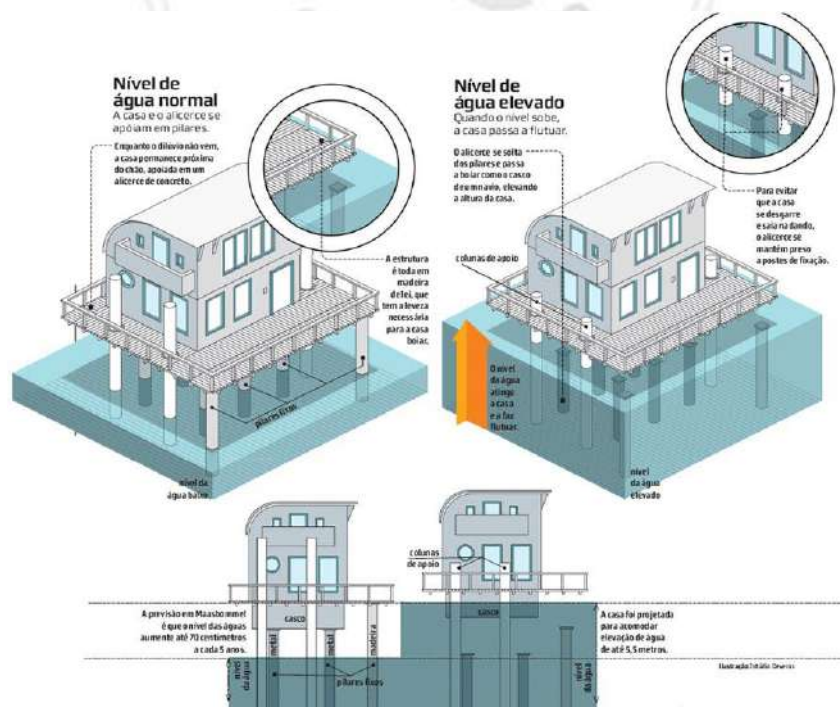 Nível de
água normal
A casa e o alicerce se
apóiam em pilares.
Enquanto o dilúvio não vem,
a casa permanece próxima
do chão, apoiada em um
alicerce de concreto.
A estrutura
é toda em
madeira
de lei, que
tem a leveza
necessária
para a casa
boiar.
pilares fixos
nível da
água baixo
Nível de
água elevado
Quando o nível sobe,
a casa passa a flutuar.
O alicerce se solta
dos pilares e passa
a boiar como o casco
de um navio, elevando
a altura da casa.
colunas de apoio
Para evitar
que a casa
se desgarre
e saia nadando,
o alicerce se
mantém preso
a postes de fixação.
O nível
da água
atinge
a casa
e a faz
flutuar.
nível
da água
elevado
A previsão em Maasbommel
é que o nível das águas
aumente até 70 centímetros
a cada 5 anos.
casco
metal
metal
madeira
nível
da água
pilares fixos
colunas
de apoio
casco
nível
da água
A casa foi projetada
para acomodar
elevação de água
de até 5,5 metros.